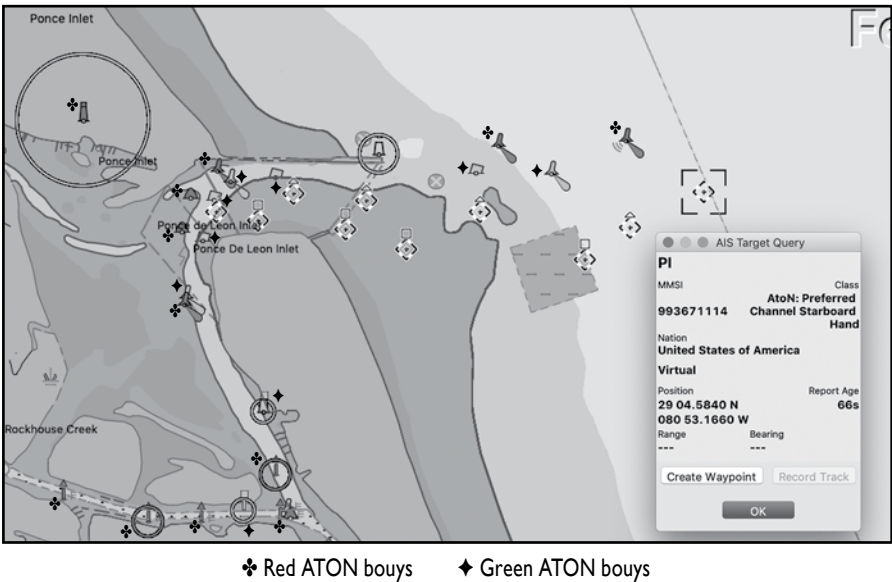 Ponce Inlet
Fe
Ponce Inlet
Ponce de Leon Inlet
Ponce De Leon Inlet
Rockhouse Creek
AIS Target Query
PI
MMSI
Class
993671114
AtoN: Preferred
Channel Starboard
Hand
Nation
United States of America
Virtual
Position
Report Age
29 04.5840 N
66s
080 53.1660 W
Range
Bearing
---
---
Create Waypoint
Record Track
OK
✤ Red ATON bouys
✦ Green ATON bouys